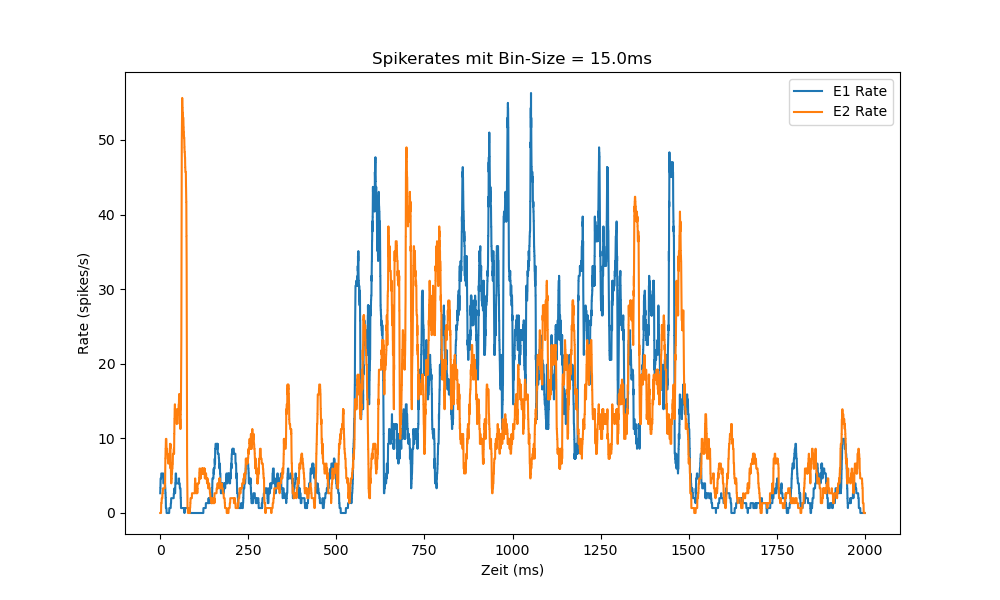 Spikerates mit Bin-Size = 15.0ms
E1 Rate
E2 Rate
Rate (spikes/s)
50
40
30
20
10
0
0 250 500 750 1000 1250 1500 1750 2000
Zeit (ms)